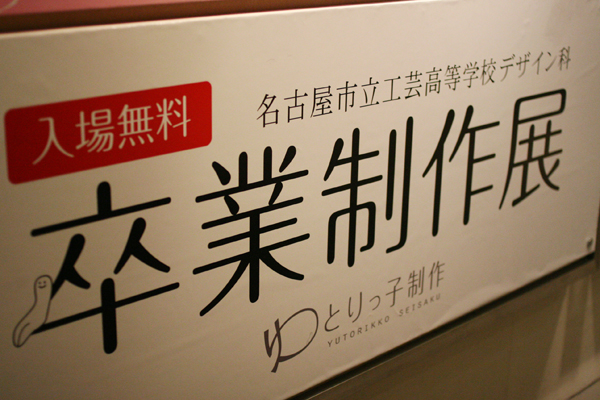 名古屋市立工芸高等学校デザイン科
入場無料
卒業制作展
ゆとりっ子制作
YUTORIKKO SEISAKU